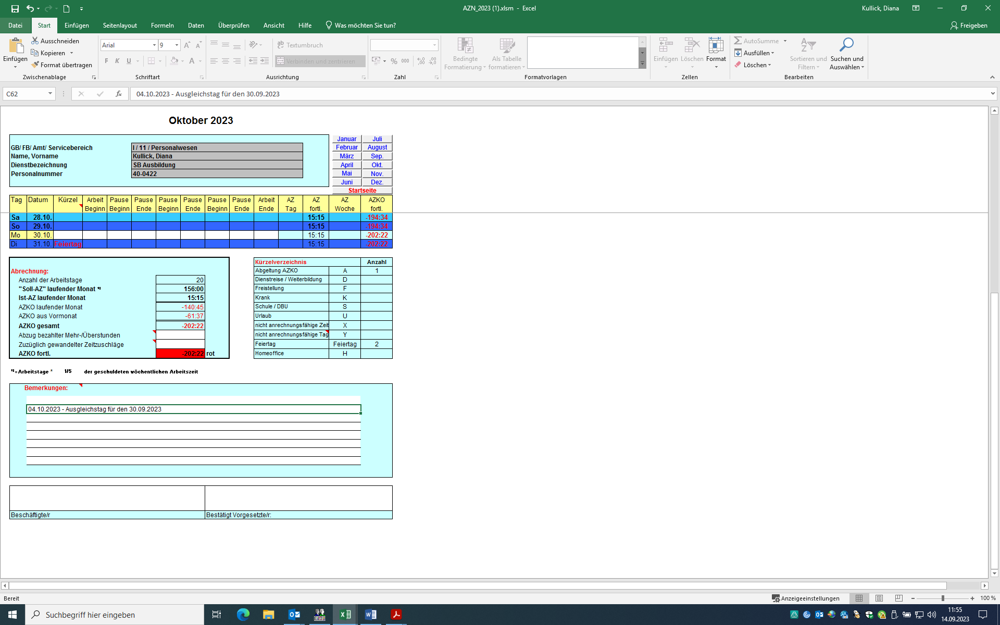 AZN_2023 (1).xlsm - Excel
Kullick, Diana
Datei Start Einfügen Seitenlayout Formeln Daten Überprüfen Ansicht Hilfe Was möchten Sie tun? Freigeben
Einfügen
Ausschneiden
Kopieren
Format übertragen
Zwischenablage
Arial 9
F K U
Schriftart
Textumbruch
Verbinden und zentrieren
Ausrichtung
% 000
Zahl
Bedingte Formatierung
Als Tabelle formatieren
Formatvorlagen
Einfügen Löschen Format
Zellen
AutoSumme
Ausfüllen
Löschen
Sortieren und Filtern
Suchen und Auswählen
Bearbeiten
C62 fx 04.10.2023 - Ausgleichstag für den 30.09.2023
Oktober 2023
GB/ FB/ Amt/ Servicebereich I / 11 / Personalwesen
Name, Vorname Kullick, Diana
Dienstbezeichnung SB Ausbildung
Personalnummer 40-0422
Januar Juli
Februar August
März Sep.
April Okt.
Mai Nov.
Juni Dez.
Startseite
Tag Datum Kürzel Arbeit Pause Pause Pause Pause Pause Pause Arbeit AZ AZ AZ AZKO
Beginn Beginn Ende Beginn Ende Beginn Ende Ende Tag fortl. Woche fortl.
Sa 28.10. 15:15 -194:34
So 29.10. 15:15 -194:34
Mo 30.10. 15:15 -202:22
Di 31.10. Feiertag 15:15 -202:22
Abrechnung:
Anzahl der Arbeitstage 20
"Soll-AZ" laufender Monat ¹⁾ 156:00
Ist-AZ laufender Monat 15:15
AZKO laufender Monat -140:45
AZKO aus Vormonat -61:37
AZKO gesamt -202:22
Abzug bezahlter Mehr-/Überstunden
Zuzüglich gewandelter Zeitzuschläge
AZKO fortl. -202:22 rot
Kürzelverzeichnis Anzahl
Abgeltung AZKO A 1
Dienstreise / Weiterbildung D
Freistellung F
Krank K
Schule / DBU S
Urlaub U
nicht anrechnungsfähige Zeit X
nicht anrechnungsfähige Tag Y
Feiertag Feiertag 2
Homeoffice H
¹⁾=Arbeitstage * 1/5 der geschuldeten wöchentlichen Arbeitszeit
Bemerkungen:
04.10.2023 - Ausgleichstag für den 30.09.2023
Beschäftigte/r Bestätigt Vorgesetzte/r:
Bereit Anzeigeeinstellungen 100 %
Suchbegriff hier eingeben
11:55
14.09.2023